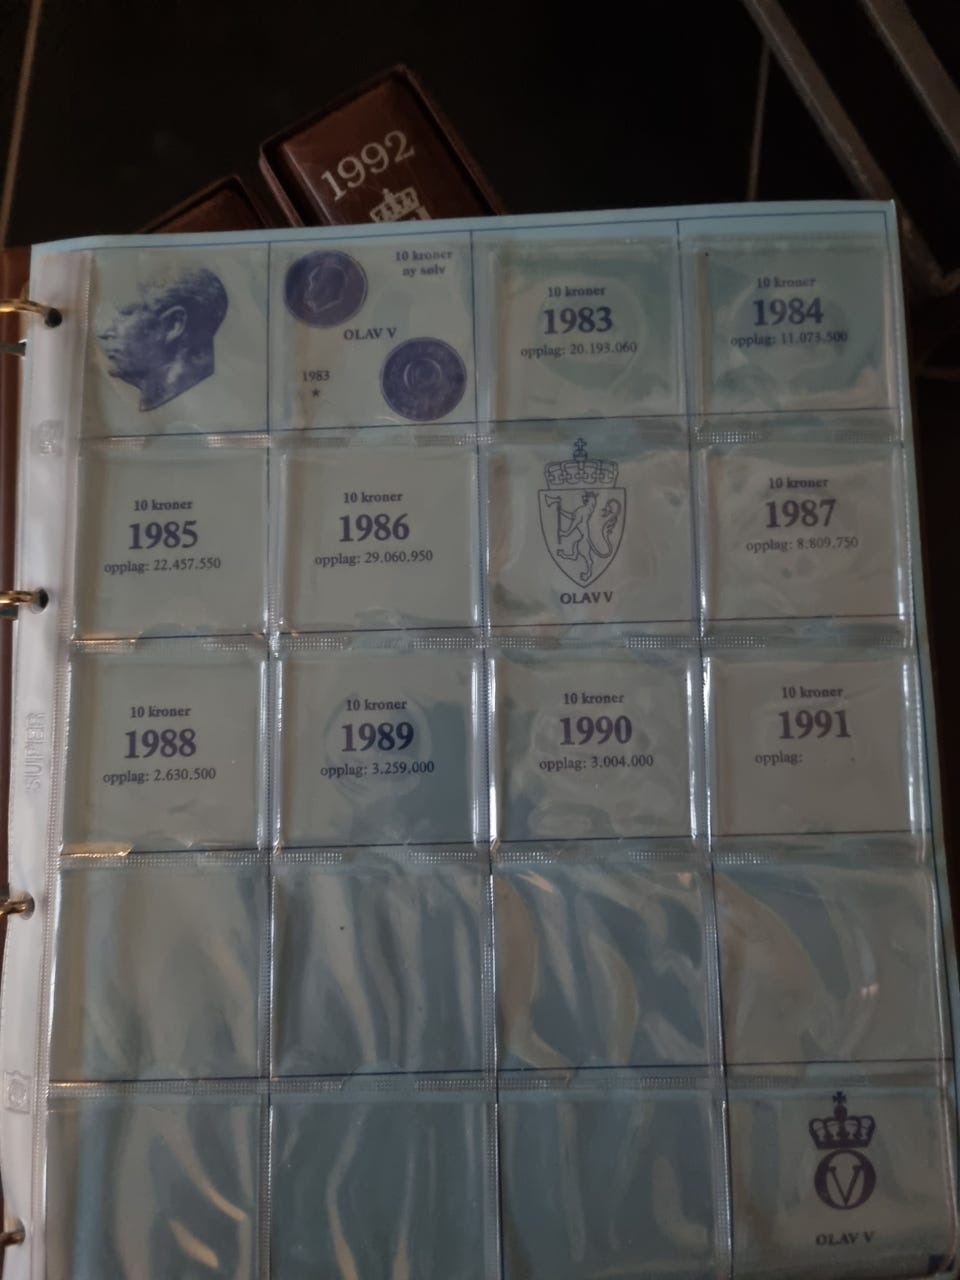 1992
10 kroner
ny sølv
OLAV V
1983
★
10 kroner
1983
opplag: 20.193.060
10 kroner
1984
opplag: 11.073.500
10 kroner
1985
opplag: 22.457.550
10 kroner
1986
opplag: 29.060.950
OLAV V
10 kroner
1987
opplag: 8.809.750
10 kroner
1988
opplag: 2.630.500
10 kroner
1989
opplag: 3.259.000
10 kroner
1990
opplag: 3.004.000
10 kroner
1991
opplag:
SUPER
V
OLAV V